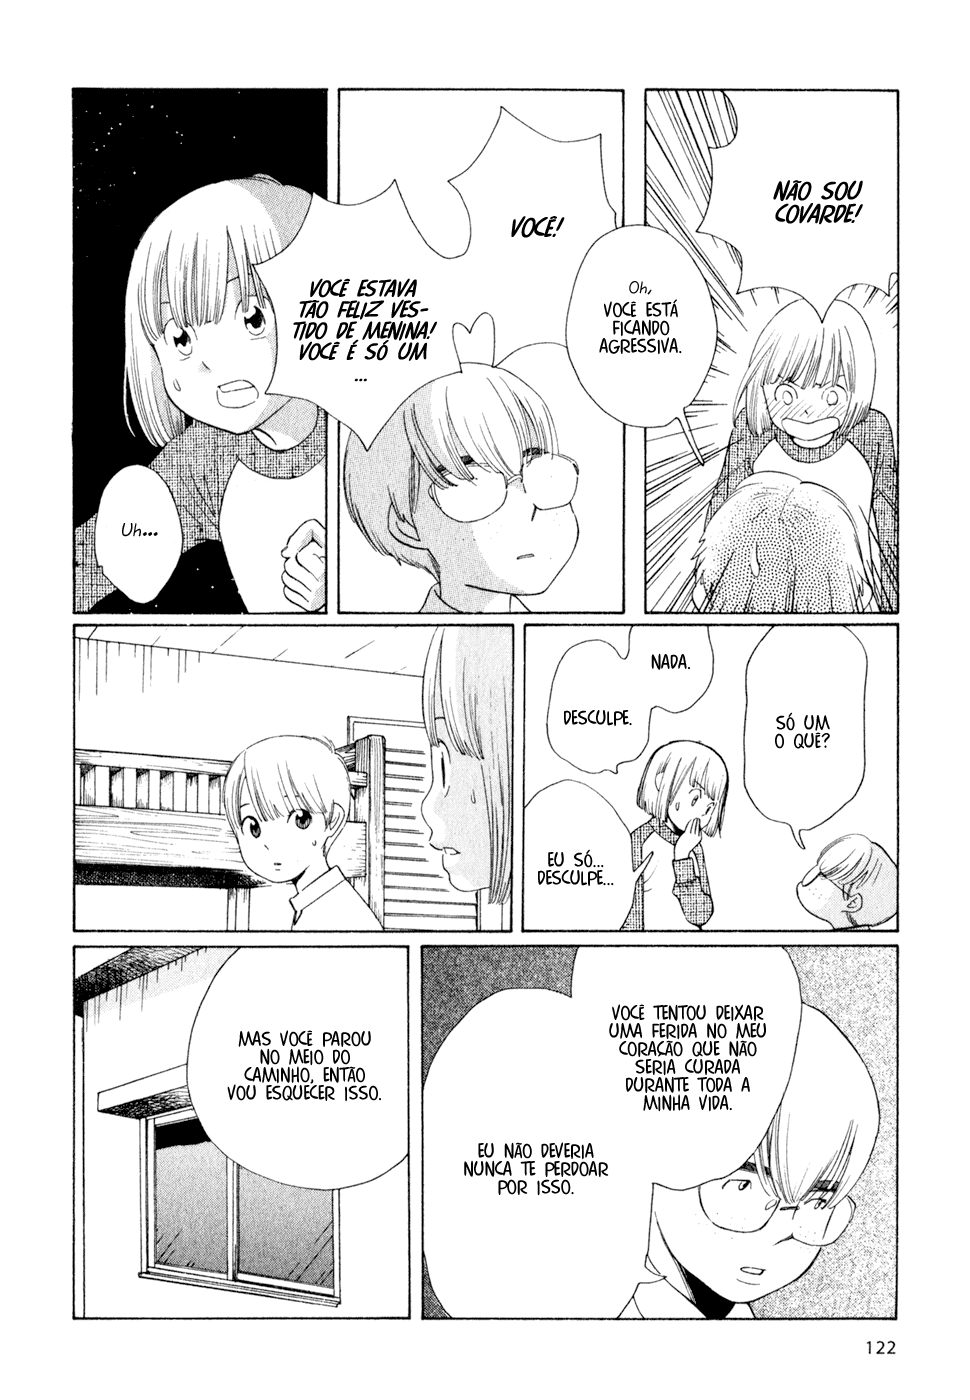 NÃO SOU
COVARDE!
Oh,
VOCÊ ESTÁ
FICANDO
AGRESSIVA.
VOCÊ!
VOCÊ ESTAVA
TÃO FELIZ VES-
TIDO DE MENINA!
VOCÊ É SÓ UM
...
Uh...
SÓ UM
O QUÊ?
NADA.
DESCULPE.
EU SÓ...
DESCULPE...
VOCÊ TENTOU DEIXAR
UMA FERIDA NO MEU
CORAÇÃO QUE NÃO
SERIA CURADA
DURANTE TODA A
MINHA VIDA.
EU NÃO DEVERIA
NUNCA TE PERDOAR
POR ISSO.
MAS VOCÊ PAROU
NO MEIO DO
CAMINHO, ENTÃO
VOU ESQUECER ISSO.
122